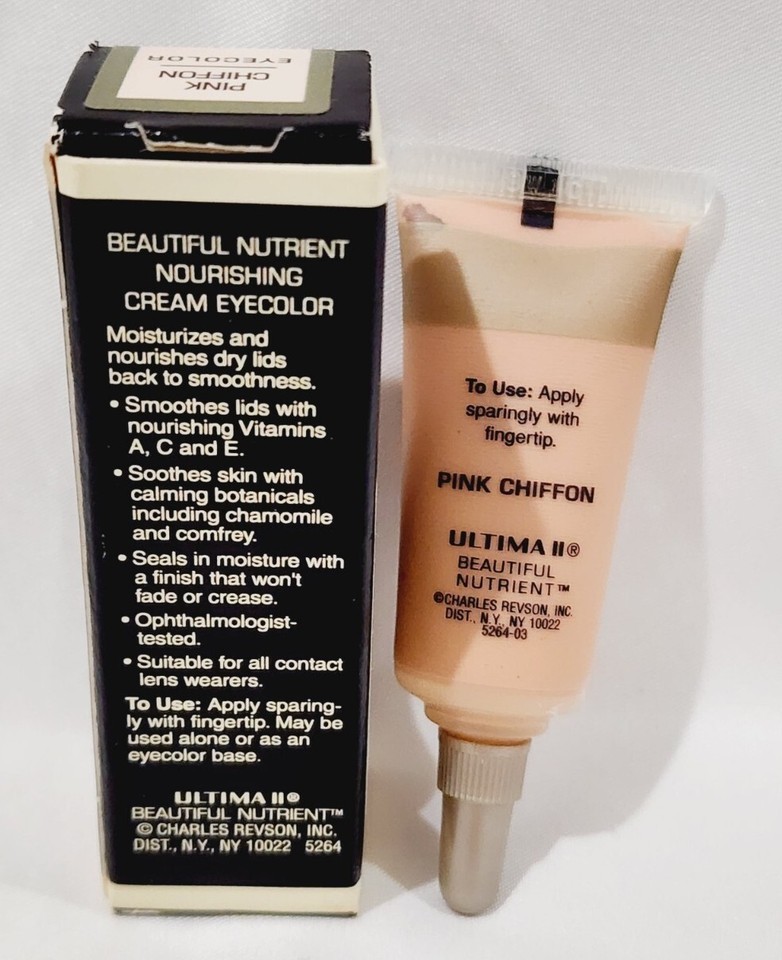 PINK
CHIFFON
EYECOLOR
BEAUTIFUL NUTRIENT
NOURISHING
CREAM EYECOLOR
Moisturizes and
nourishes dry lids
back to smoothness.
• Smoothes lids with
nourishing Vitamins
A, C and E.
• Soothes skin with
calming botanicals
including chamomile
and comfrey.
• Seals in moisture with
a finish that won't
fade or crease.
• Ophthalmologist-
tested.
• Suitable for all contact
lens wearers.
To Use: Apply sparing-
ly with fingertip. May be
used alone or as an
eyecolor base.
ULTIMA II®
BEAUTIFUL NUTRIENT™
© CHARLES REVSON, INC.
DIST., N.Y., NY 10022 5264
To Use: Apply
sparingly with
fingertip.
PINK CHIFFON
ULTIMA II®
BEAUTIFUL
NUTRIENT™
©CHARLES REVSON, INC.
DIST., N.Y., NY 10022
5264-03